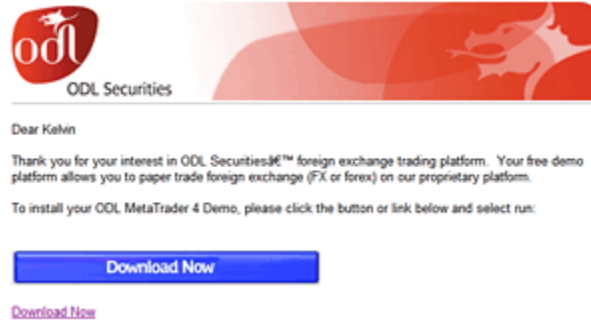 odl
ODL Securities
Dear Kelvin
Thank you for your interest in ODL Securitiesâ€™ foreign exchange trading platform. Your free demo
platform allows you to paper trade foreign exchange (FX or forex) on our proprietary platform.
To install your ODL MetaTrader 4 Demo, please click the button or link below and select run:
Download Now
Download Now